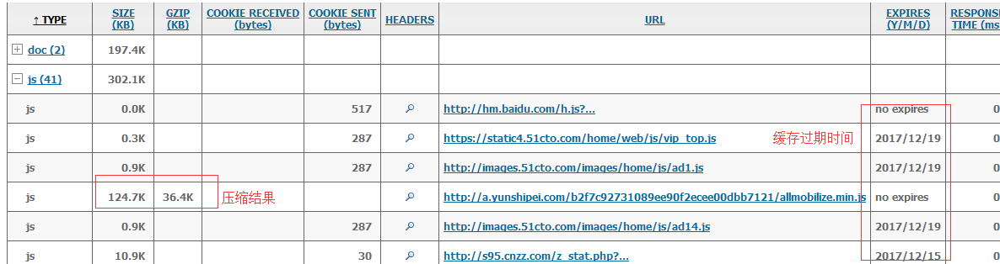 ↑ TYPE SIZE (KB) GZIP (KB) COOKIE RECEIVED (bytes) COOKIE SENT (bytes) HEADERS URL EXPIRES (Y/M/D) RESPONSE TIME (ms
doc (2) 197.4K
js (41) 302.1K
js 0.0K 517 http://hm.baidu.com/h.js?... no expires 0
js 0.3K 287 https://static4.51cto.com/home/web/js/vip_top.js 缓存过期时间 2017/12/19 0
js 0.9K 287 http://images.51cto.com/images/home/js/ad1.js 2017/12/19 0
js 124.7K 36.4K 压缩结果 http://a.yunshipei.com/b2f7c92731089ee90f2ecee00dbb7121/allmobilize.min.js no expires 0
js 0.9K 287 http://images.51cto.com/images/home/js/ad14.js 2017/12/19 0
js 10.9K 30 http://s95.cnzz.com/z_stat.php?... 2017/12/15 0